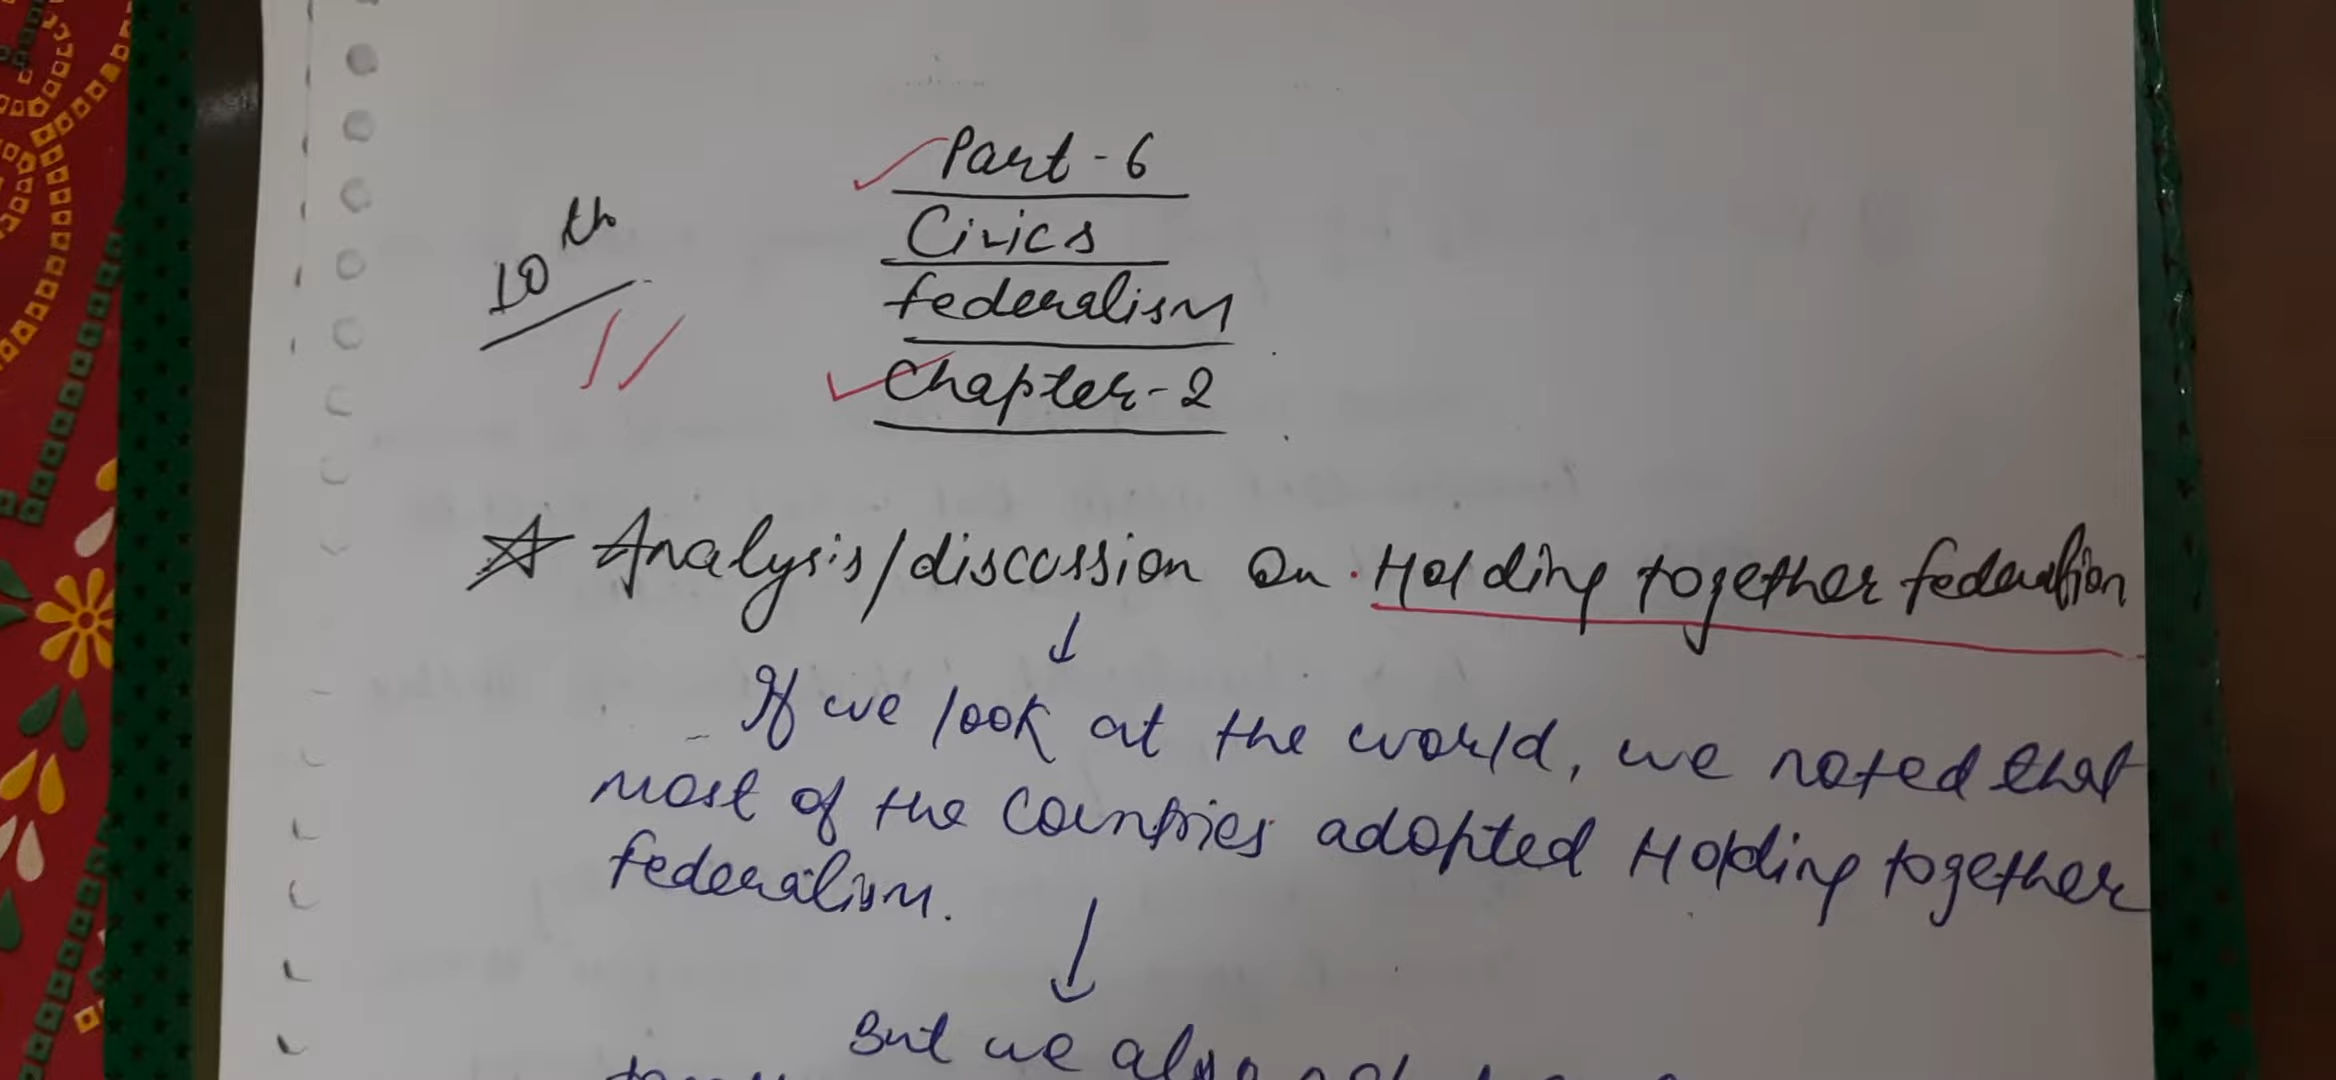 Part - 6
Civics
federalism
Chapter - 2
10th
Analysis/discussion on Holding together federation
If we look at the world, we noted that
most of the countries adopted Holding together
federalism.
But we also